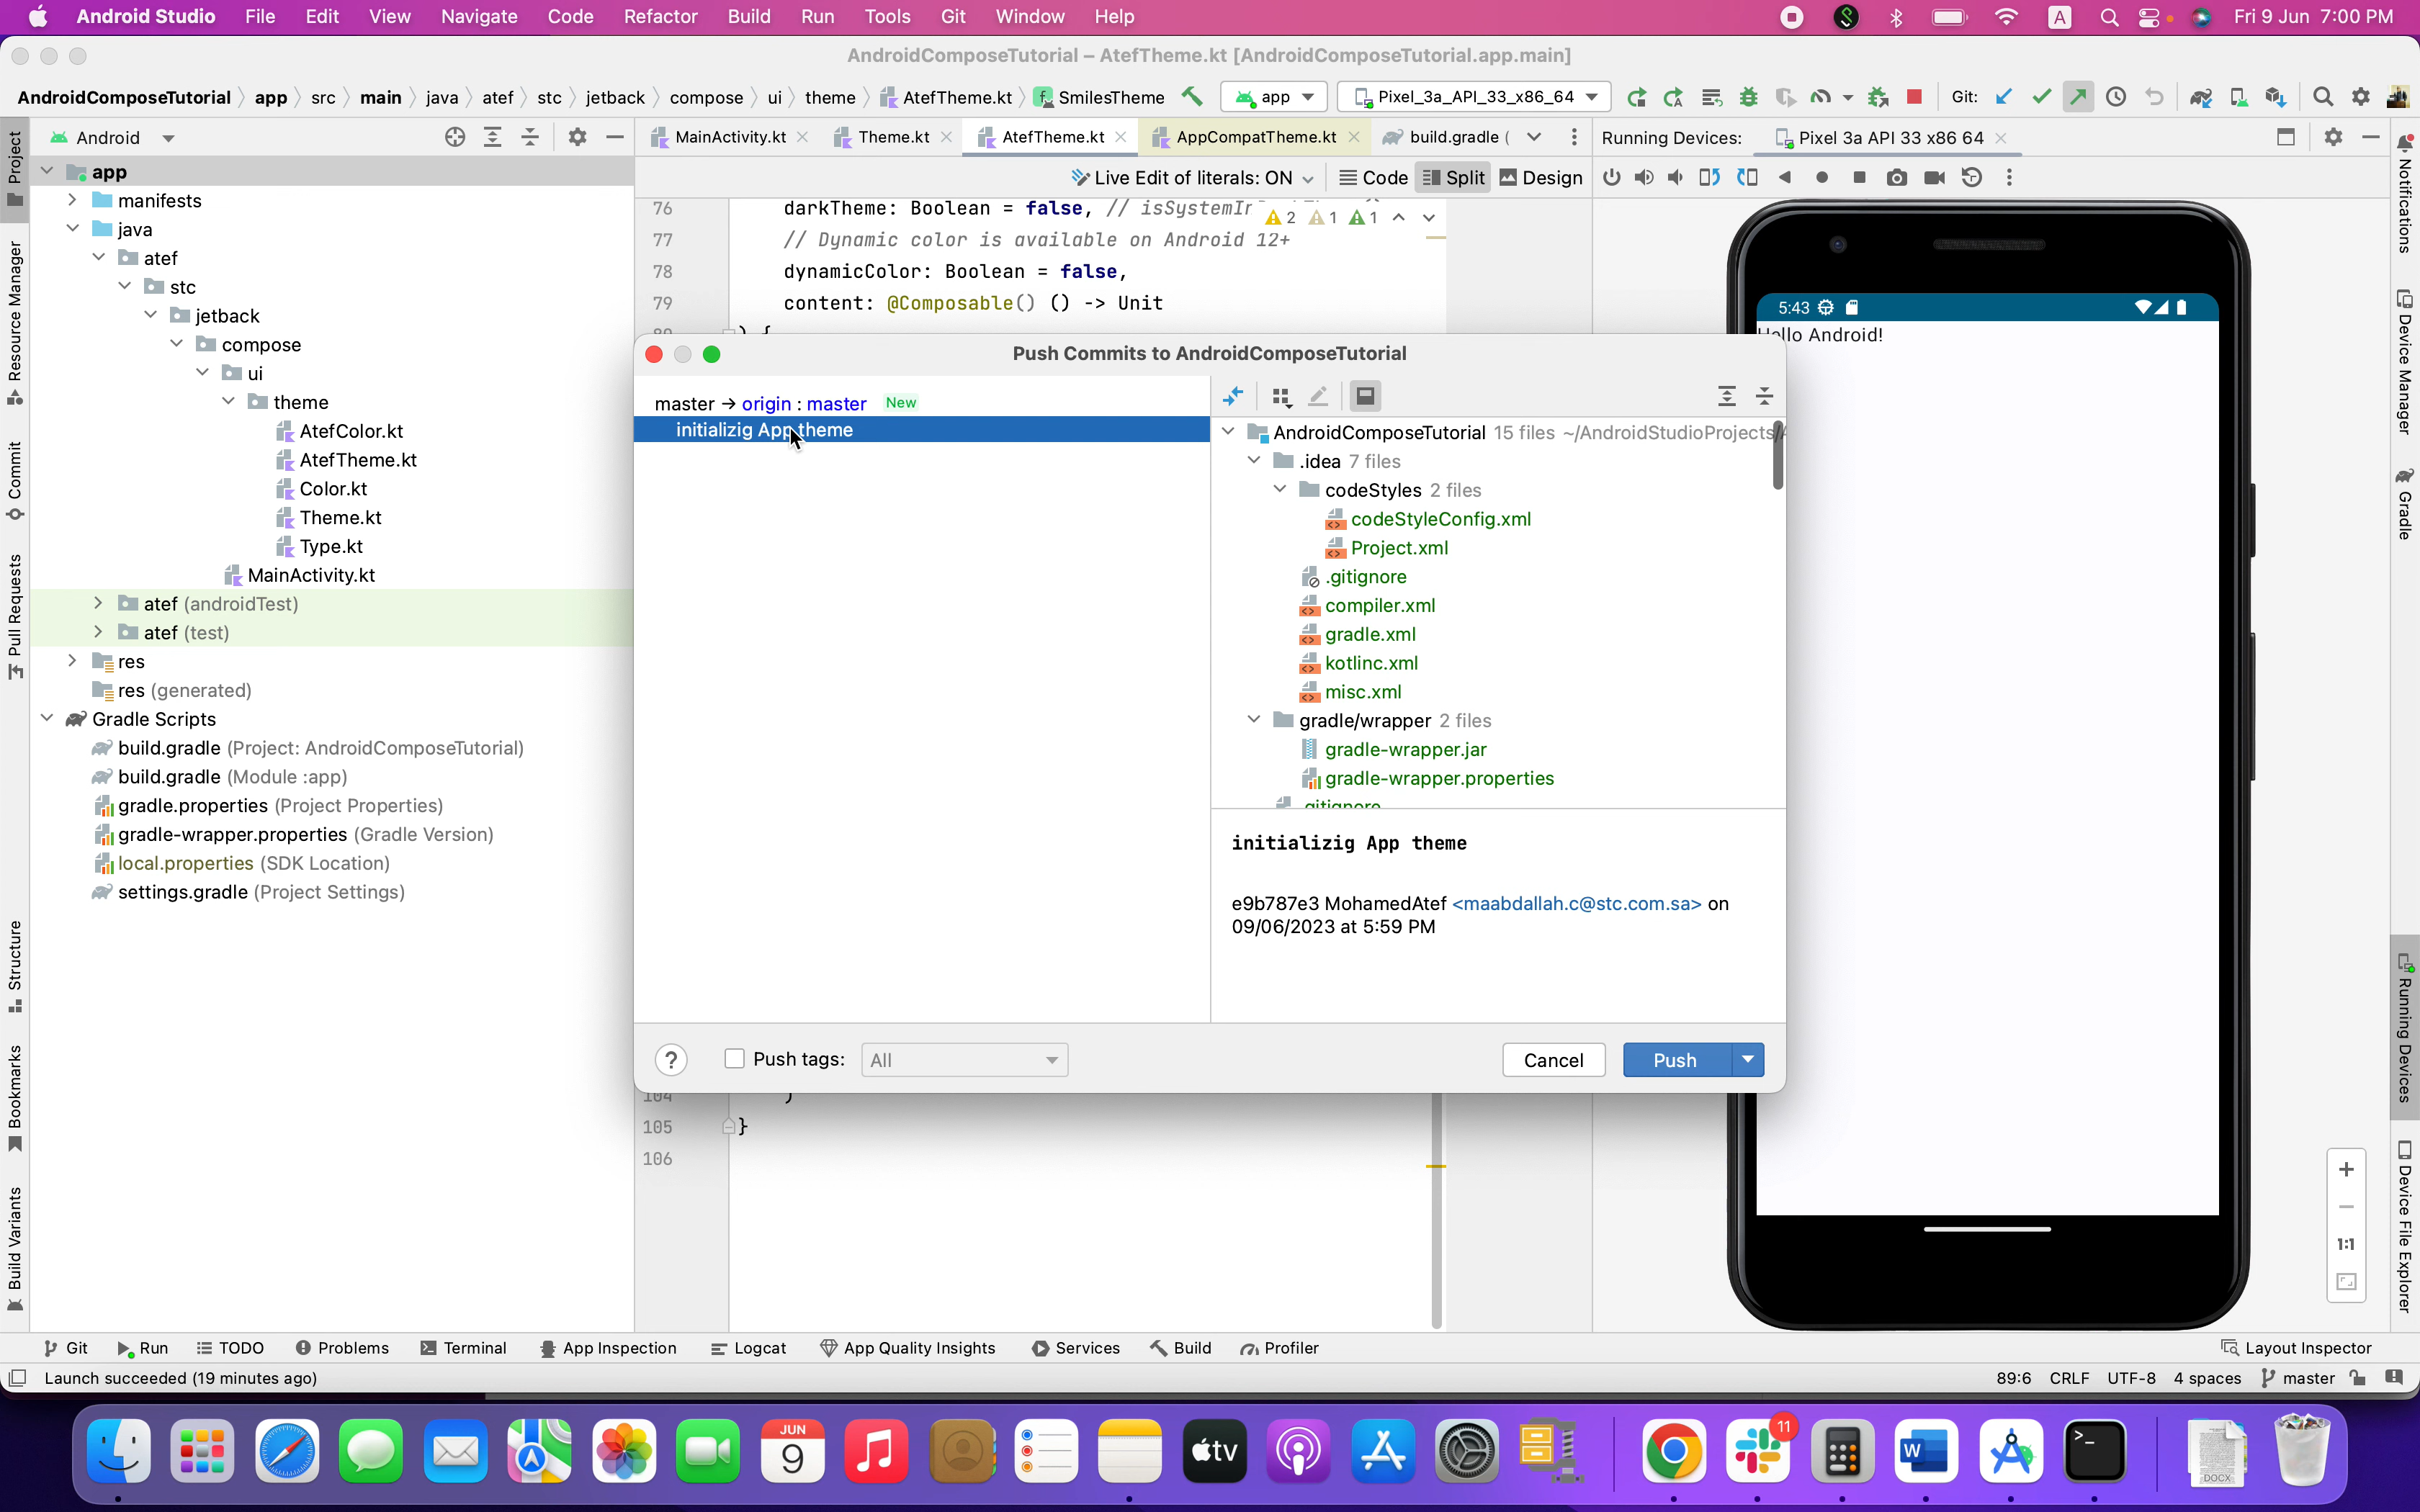 Android Studio File Edit View Navigate Code Refactor Build Run Tools Git Window Help A Fri 9 Jun 7:00 PM
AndroidComposeTutorial – AtefTheme.kt [AndroidComposeTutorial.app.main]
AndroidComposeTutorial app src main java atef stc jetback compose ui theme AtefTheme.kt SmilesTheme app Pixel_3a_API_33_x86_64 Git:
Android MainActivity.kt Theme.kt AtefTheme.kt AppCompatTheme.kt build.gradle ( Running Devices: Pixel 3a API 33 x86 64
Live Edit of literals: ON Code Split Design
Project
Resource Manager
Commit
Pull Requests
Structure
Bookmarks
Build Variants
app
manifests
java
atef
stc
jetback
compose
ui
theme
AtefColor.kt
AtefTheme.kt
Color.kt
Theme.kt
Type.kt
MainActivity.kt
atef (androidTest)
atef (test)
res
res (generated)
Gradle Scripts
build.gradle (Project: AndroidComposeTutorial)
build.gradle (Module :app)
gradle.properties (Project Properties)
gradle-wrapper.properties (Gradle Version)
local.properties (SDK Location)
settings.gradle (Project Settings)
76 darkTheme: Boolean = false, //
2 1 1
77 // Dynamic color is available on Android 12+
78 dynamicColor: Boolean = false,
79 content: @Composable() () -> Unit
) {
Push Commits to AndroidComposeTutorial
master → origin : master New
initializig App theme
AndroidComposeTutorial 15 files
.idea 7 files
codeStyles 2 files
codeStyleConfig.xml
Project.xml
.gitignore
compiler.xml
gradle.xml
kotlinc.xml
misc.xml
gradle/wrapper 2 files
gradle-wrapper.jar
gradle-wrapper.properties
.gitignore
initializig App theme
e9b787e3 MohamedAtef <maabdallah.c@stc.com.sa> on
09/06/2023 at 5:59 PM
? Push tags: All Cancel Push
104 )
105 }
106
5:43
Hello Android!
1:1
Notifications
Device Manager
Gradle
Running Devices
Device File Explorer
Git Run TODO Problems Terminal App Inspection Logcat App Quality Insights Services Build Profiler Layout Inspector
Launch succeeded (19 minutes ago) 89:6 CRLF UTF-8 4 spaces master
JUN
9
tv
11
W
>_
DOCX